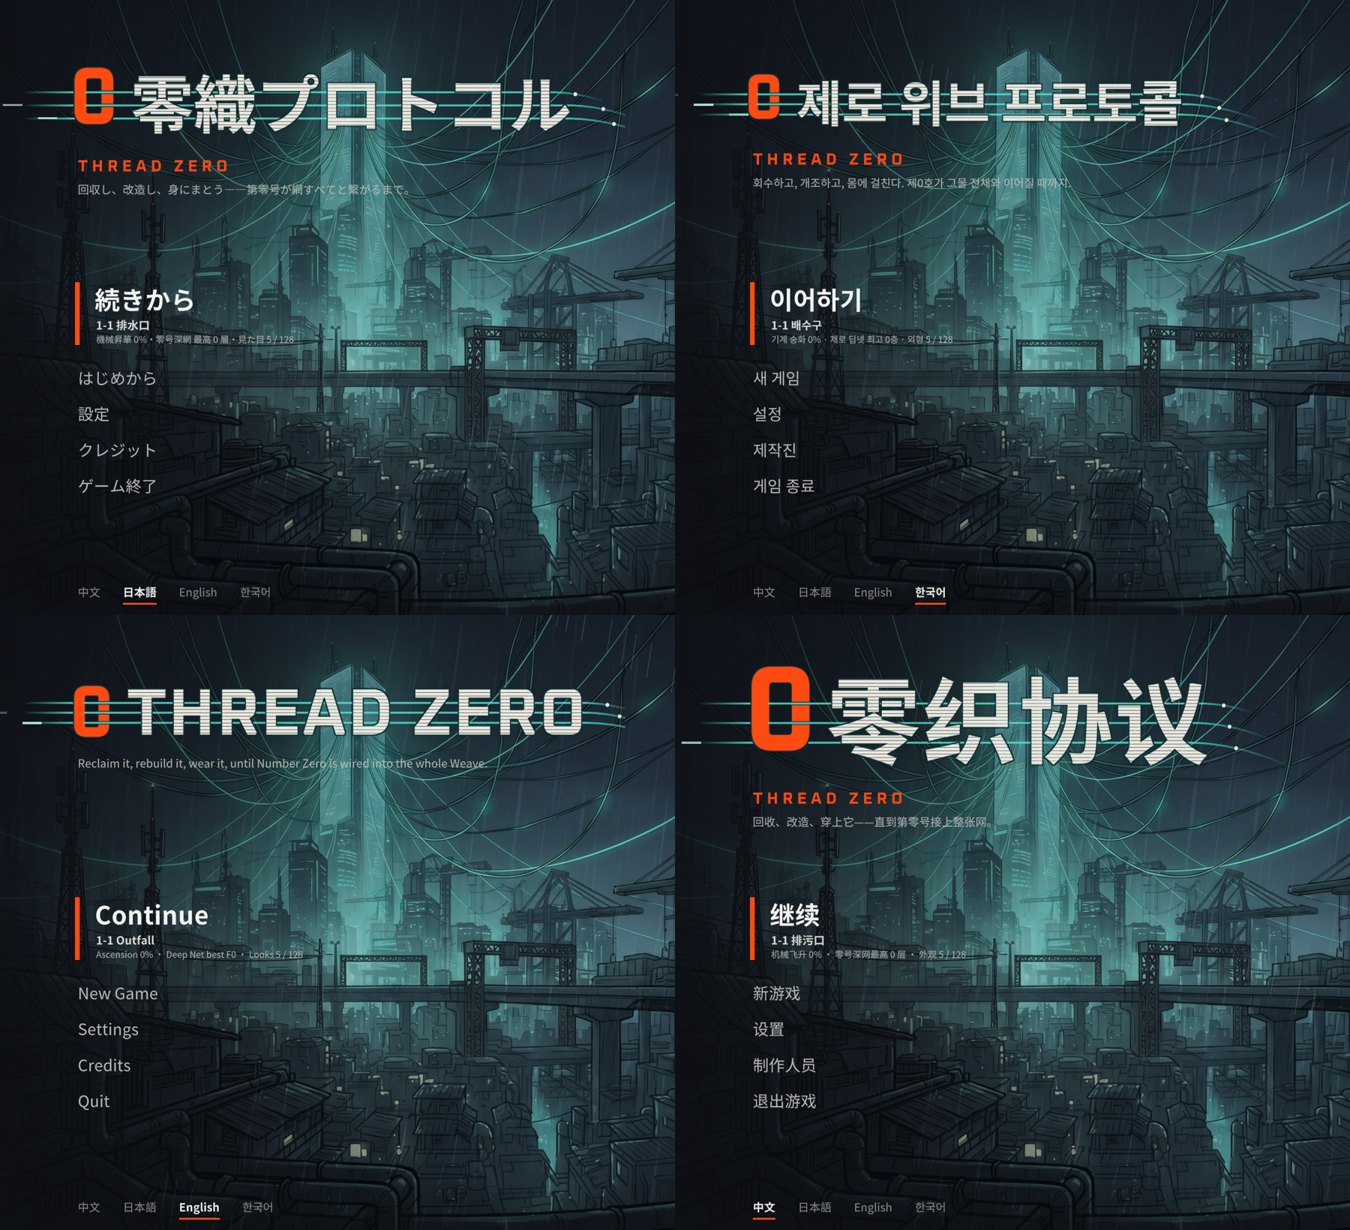 0 零織プロトコル
THREAD ZERO
回収し、改造し、身にまとう——第零号が網すべてと繋がるまで。
続きから
1-1 排水口
機械昇華 0%・零号深網 最高 0 層・見た目 5 / 128
はじめから
設定
クレジット
ゲーム終了
中文 日本語 English 한국어
0 제로 위브 프로토콜
THREAD ZERO
회수하고, 개조하고, 몸에 걸친다. 제0호가 그물 전체와 이어질 때까지.
이어하기
1-1 배수구
기계 승화 0% · 제로 딥넷 최고 0층 · 외형 5 / 128
새 게임
설정
제작진
게임 종료
中文 日本語 English 한국어
0 THREAD ZERO
Reclaim it, rebuild it, wear it, until Number Zero is wired into the whole Weave.
Continue
1-1 Outfall
Ascension 0% · Deep Net best F0 · Looks 5 / 128
New Game
Settings
Credits
Quit
中文 日本語 English 한국어
0 零织协议
THREAD ZERO
回收、改造、穿上它——直到第零号接上整张网。
继续
1-1 排污口
机械飞升 0% · 零号深网最高 0 层 · 外观 5 / 128
新游戏
设置
制作人员
退出游戏
中文 日本語 English 한국어